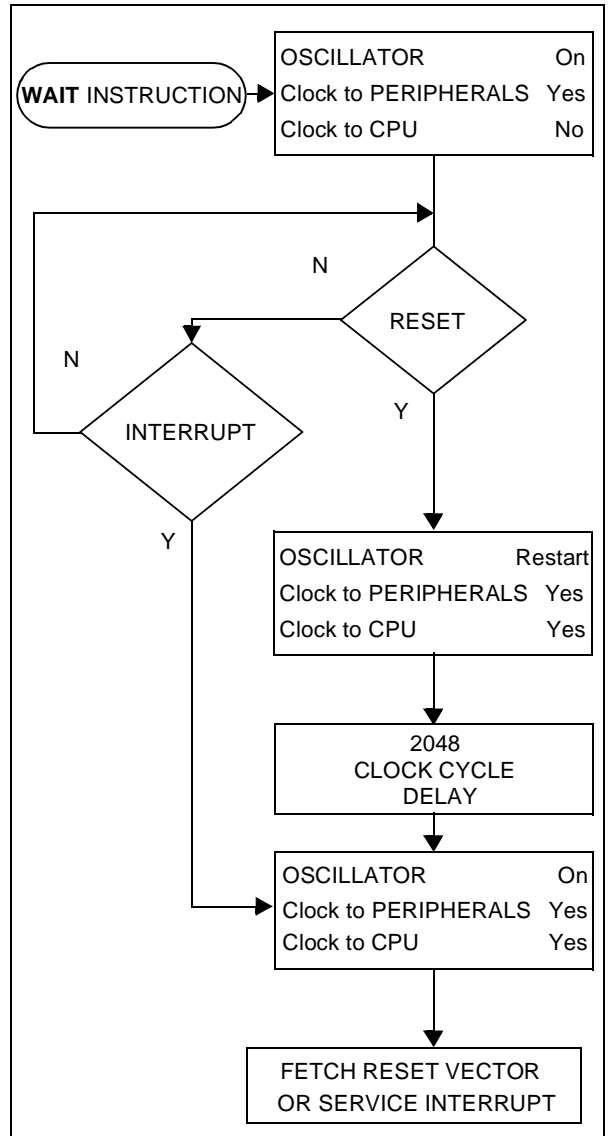 WAIT INSTRUCTION
OSCILLATOR On
Clock to PERIPHERALS Yes
Clock to CPU No
N
RESET
N
INTERRUPT
Y
Y
OSCILLATOR Restart
Clock to PERIPHERALS Yes
Clock to CPU Yes
2048
CLOCK CYCLE
DELAY
OSCILLATOR On
Clock to PERIPHERALS Yes
Clock to CPU Yes
FETCH RESET VECTOR
OR SERVICE INTERRUPT